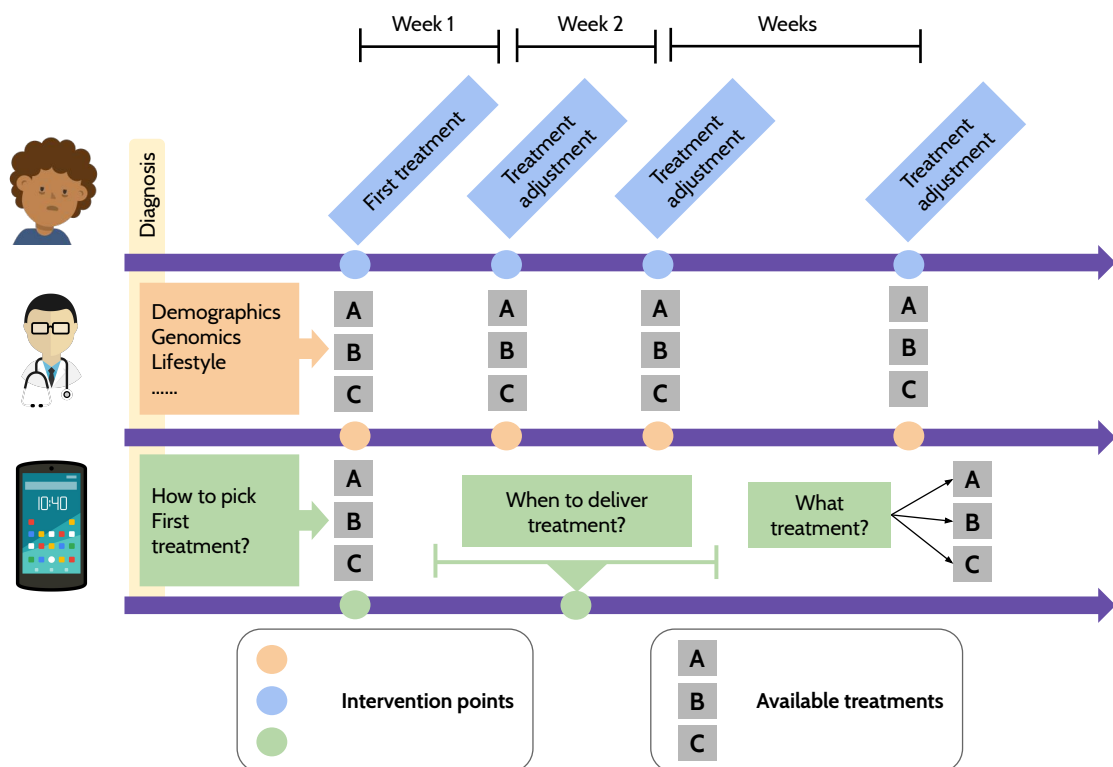 Week 1
Week 2
Weeks
Diagnosis
First treatment
Treatment
adjustment
Treatment
adjustment
Treatment
adjustment
Demographics
Genomics
Lifestyle
......
A
B
C
A
B
C
A
B
C
A
B
C
10:40
How to pick
First
treatment?
A
B
C
When to deliver
treatment?
What
treatment?
A
B
C
Intervention points
A
B
C
Available treatments